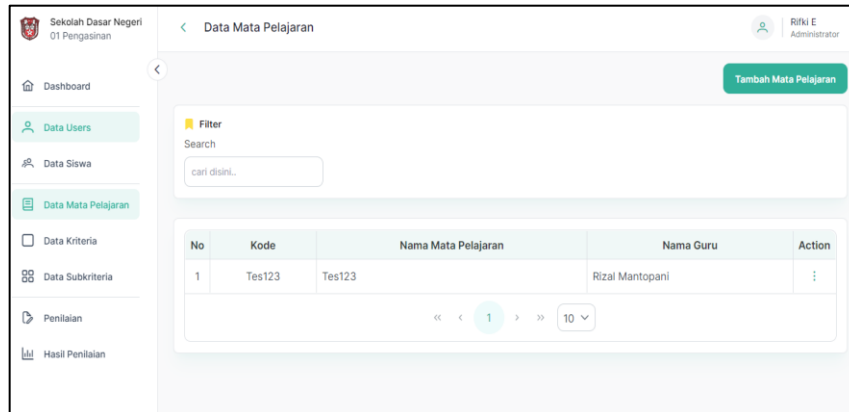 Sekolah Dasar Negeri
01 Pengasinan
Data Mata Pelajaran
Rifki E
Administrator
Dashboard
Data Users
Data Siswa
Data Mata Pelajaran
Data Kriteria
Data Subkriteria
Penilaian
Hasil Penilaian
Tambah Mata Pelajaran
Filter
Search
cari disini..
No Kode Nama Mata Pelajaran Nama Guru Action
1 Tes123 Tes123 Rizal Mantopani
1 10